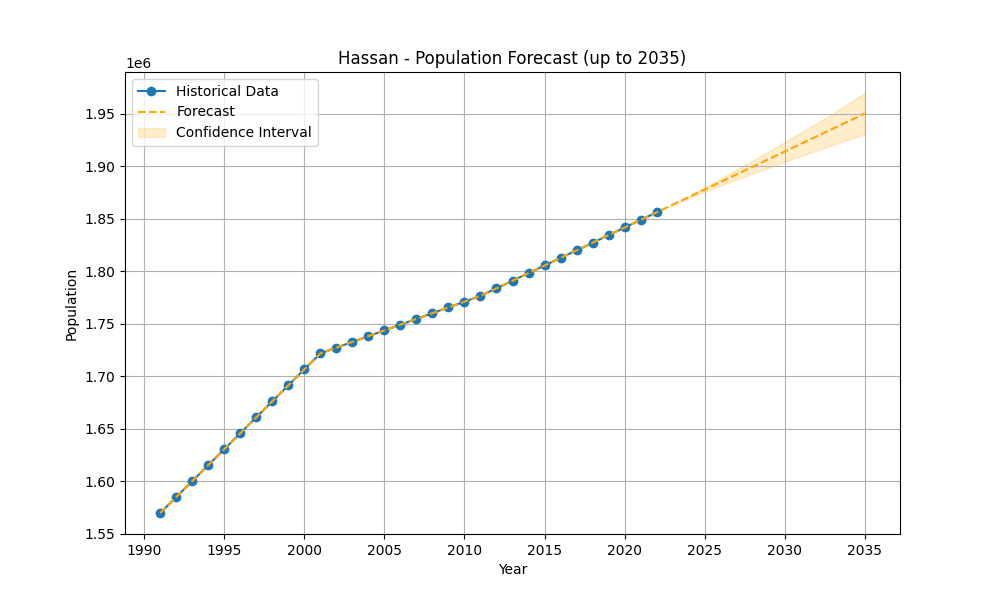 Hassan - Population Forecast (up to 2035)
1e6
Historical Data
Forecast
Confidence Interval
1.95
1.90
1.85
1.80
1.75
1.70
1.65
1.60
1.55
Population
1990 1995 2000 2005 2010 2015 2020 2025 2030 2035
Year